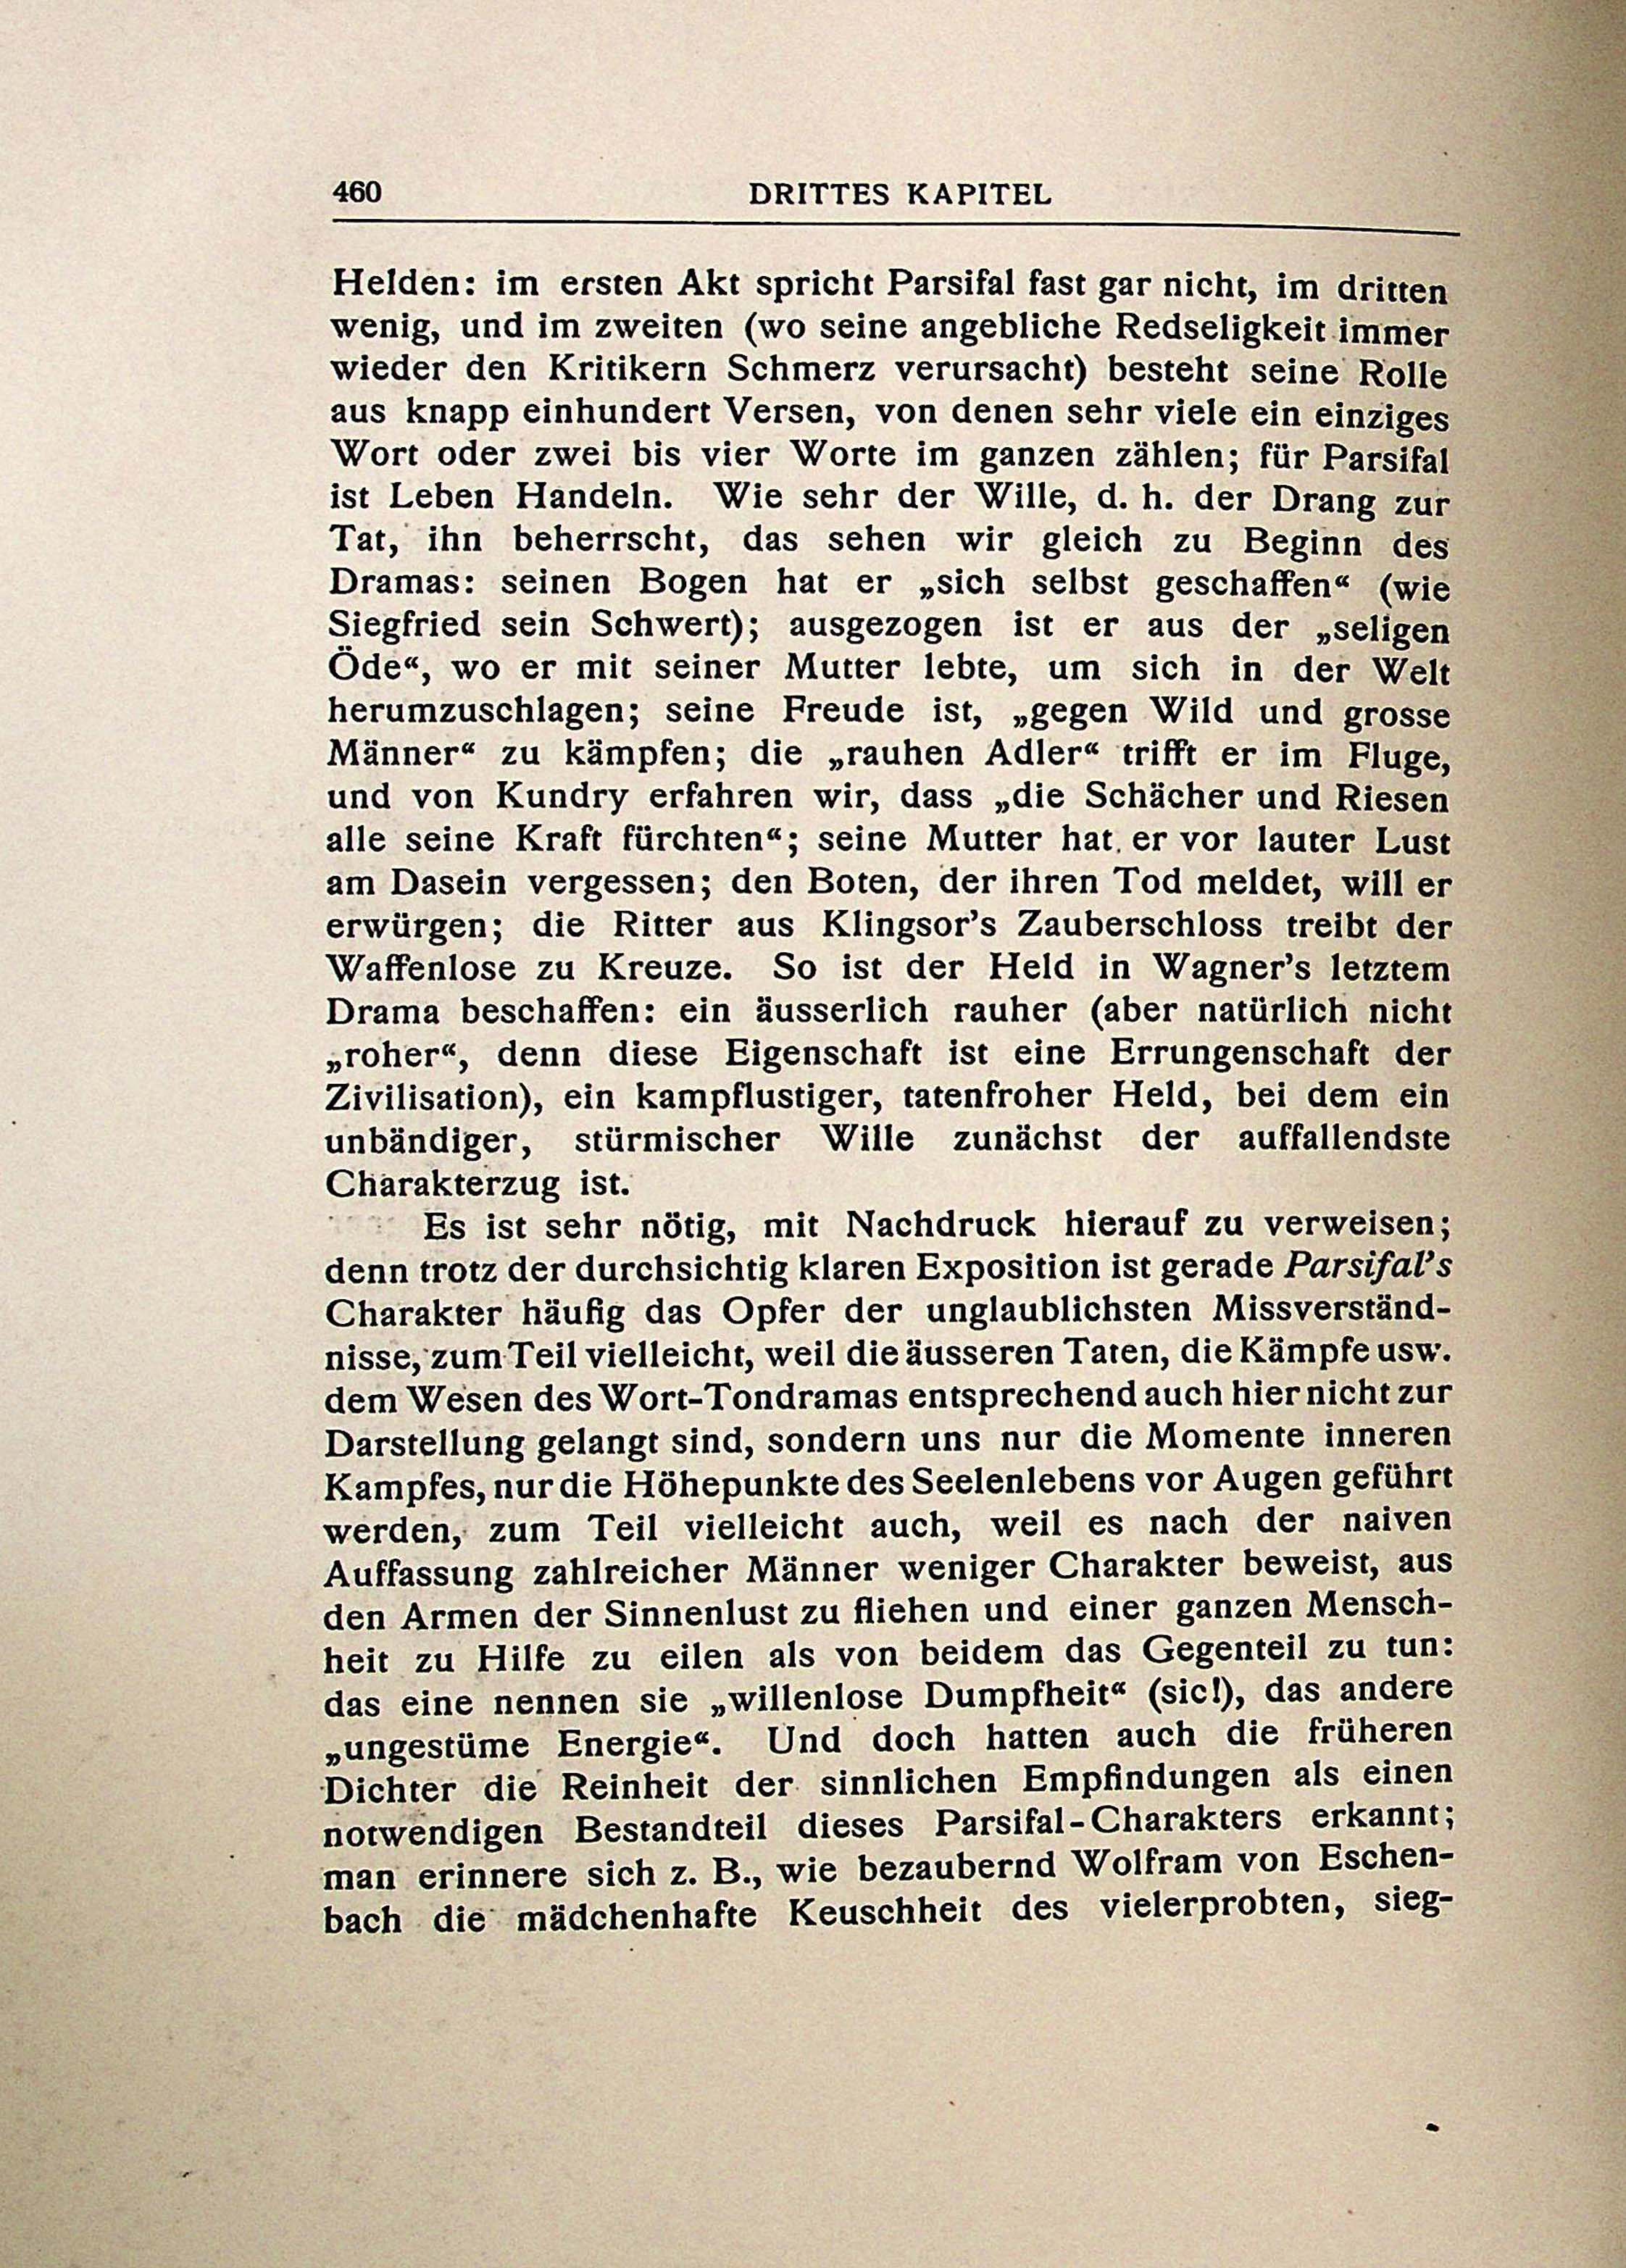 460
DRITTES KAPITEL
Helden: im ersten Akt spricht Parsifal fast gar nicht, im dritten
wenig, und im zweiten (wo seine angebliche Redseligkeit immer
wieder den Kritikern Schmerz verursacht) besteht seine Rolle
aus knapp einhundert Versen, von denen sehr viele ein einziges
Wort oder zwei bis vier Worte im ganzen zählen; für Parsifal
ist Leben Handeln. Wie sehr der Wille, d. h. der Drang zur
Tat, ihn beherrscht, das sehen wir gleich zu Beginn des
Dramas: seinen Bogen hat er „sich selbst geschaffen“ (wie
Siegfried sein Schwert); ausgezogen ist er aus der „seligen
Öde“, wo er mit seiner Mutter lebte, um sich in der Welt
herumzuschlagen; seine Freude ist, „gegen Wild und grosse
Männer“ zu kämpfen; die „rauhen Adler“ trifft er im Fluge,
und von Kundry erfahren wir, dass „die Schächer und Riesen
alle seine Kraft fürchten“; seine Mutter hat er vor lauter Lust
am Dasein vergessen; den Boten, der ihren Tod meldet, will er
erwürgen; die Ritter aus Klingsor’s Zauberschloss treibt der
Waffenlose zu Kreuze. So ist der Held in Wagner’s letztem
Drama beschaffen: ein äusserlich rauher (aber natürlich nicht
„roher“, denn diese Eigenschaft ist eine Errungenschaft der
Zivilisation), ein kampflustiger, tatenfroher Held, bei dem ein
unbändiger, stürmischer Wille zunächst der auffallendste
Charakterzug ist.
Es ist sehr nötig, mit Nachdruck hierauf zu verweisen;
denn trotz der durchsichtig klaren Exposition ist gerade Parsifal’s
Charakter häufig das Opfer der unglaublichsten Missverständ-
nisse, zum Teil vielleicht, weil die äusseren Taten, die Kämpfe usw.
dem Wesen des Wort-Tondramas entsprechend auch hier nicht zur
Darstellung gelangt sind, sondern uns nur die Momente inneren
Kampfes, nur die Höhepunkte des Seelenlebens vor Augen geführt
werden, zum Teil vielleicht auch, weil es nach der naiven
Auffassung zahlreicher Männer weniger Charakter beweist, aus
den Armen der Sinnenlust zu fliehen und einer ganzen Mensch-
heit zu Hilfe zu eilen als von beidem das Gegenteil zu tun:
das eine nennen sie „willenlose Dumpfheit“ (sic!), das andere
„ungestüme Energie“. Und doch hatten auch die früheren
Dichter die Reinheit der sinnlichen Empfindungen als einen
notwendigen Bestandteil dieses Parsifal-Charakters erkannt;
man erinnere sich z. B., wie bezaubernd Wolfram von Eschen-
bach die mädchenhafte Keuschheit des vielerprobten, sieg-